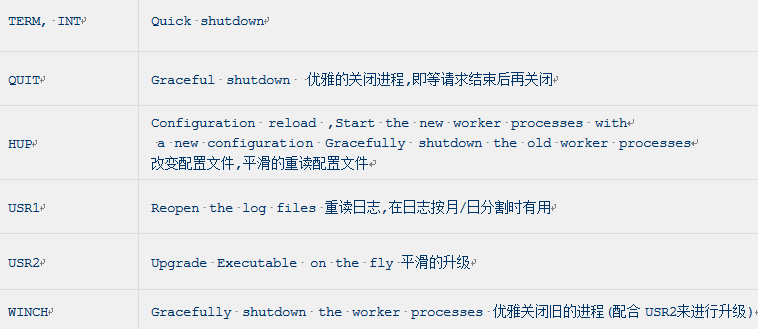 TERM, INT
Quick shutdown
QUIT
Graceful shutdown 优雅的关闭进程,即等请求结束后再关闭
HUP
Configuration reload ,Start the new worker processes with
a new configuration Gracefully shutdown the old worker processes
改变配置文件,平滑的重读配置文件
USR1
Reopen the log files 重读日志,在日志按月/日分割时有用
USR2
Upgrade Executable on the fly 平滑的升级
WINCH
Gracefully shutdown the worker processes 优雅关闭旧的进程(配合USR2来进行升级)